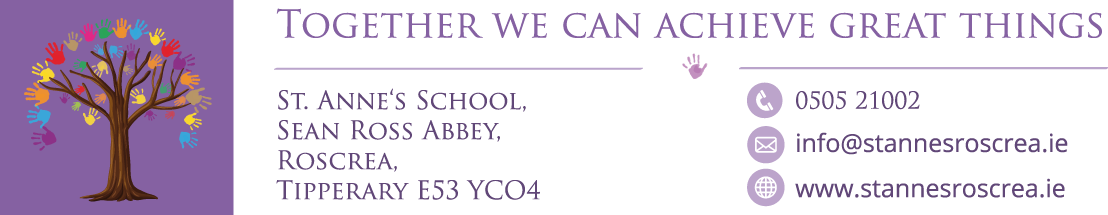 Together we can achieve great things
St. Anne's School,
Sean Ross Abbey,
Roscrea,
Tipperary E53 YCO4
0505 21002
info@stannesroscrea.ie
www.stannesroscrea.ie